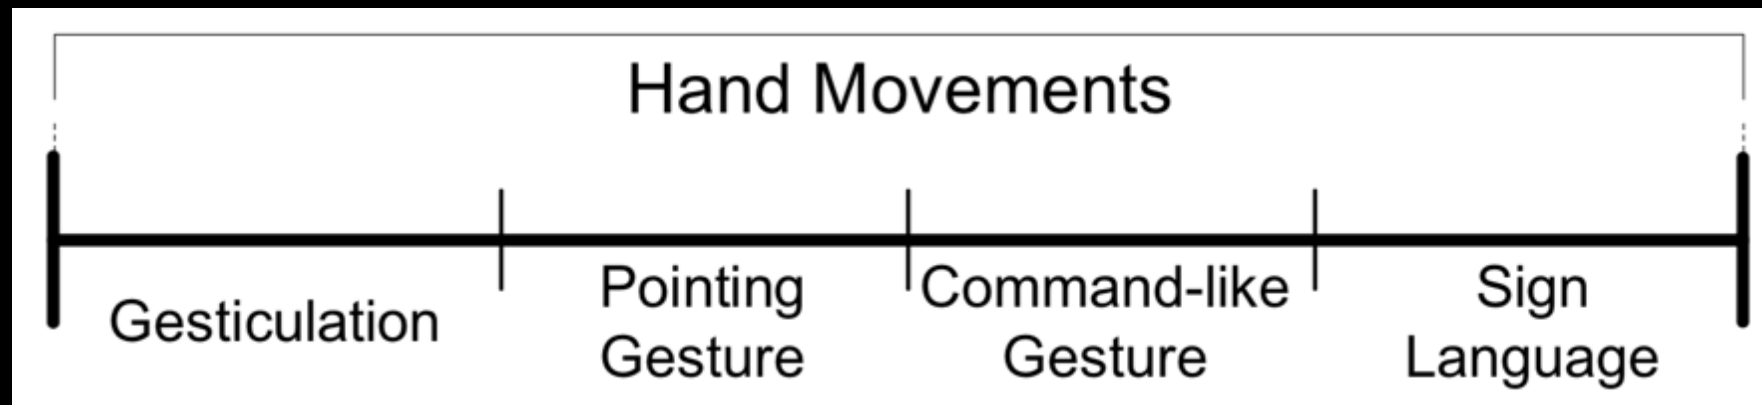 Hand Movements
Gesticulation
Pointing
Gesture
Command-like
Gesture
Sign
Language